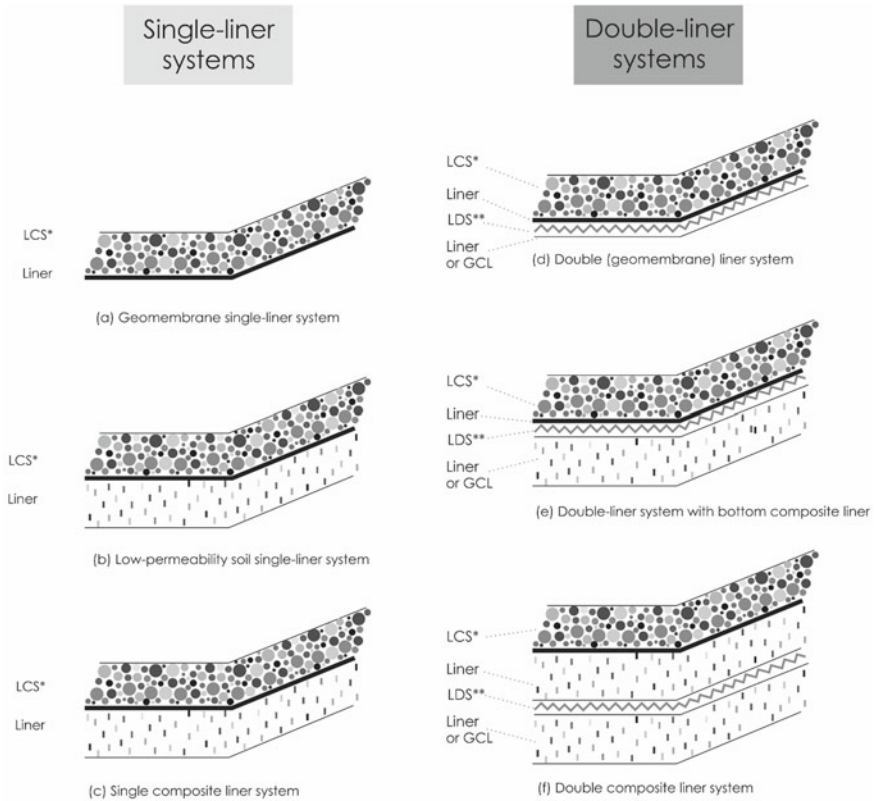 Single-liner
systems
LCS*
Liner
(a) Geomembrane single-liner system
LCS*
Liner
(b) Low-permeability soil single-liner system
LCS*
Liner
(c) Single composite liner system
Double-liner
systems
LCS*
Liner
LDS**
Liner
or GCL
(d) Double (geomembrane) liner system
LCS*
Liner
LDS**
Liner
or GCL
(e) Double-liner system with bottom composite liner
LCS*
Liner
LDS**
Liner
or GCL
(f) Double composite liner system